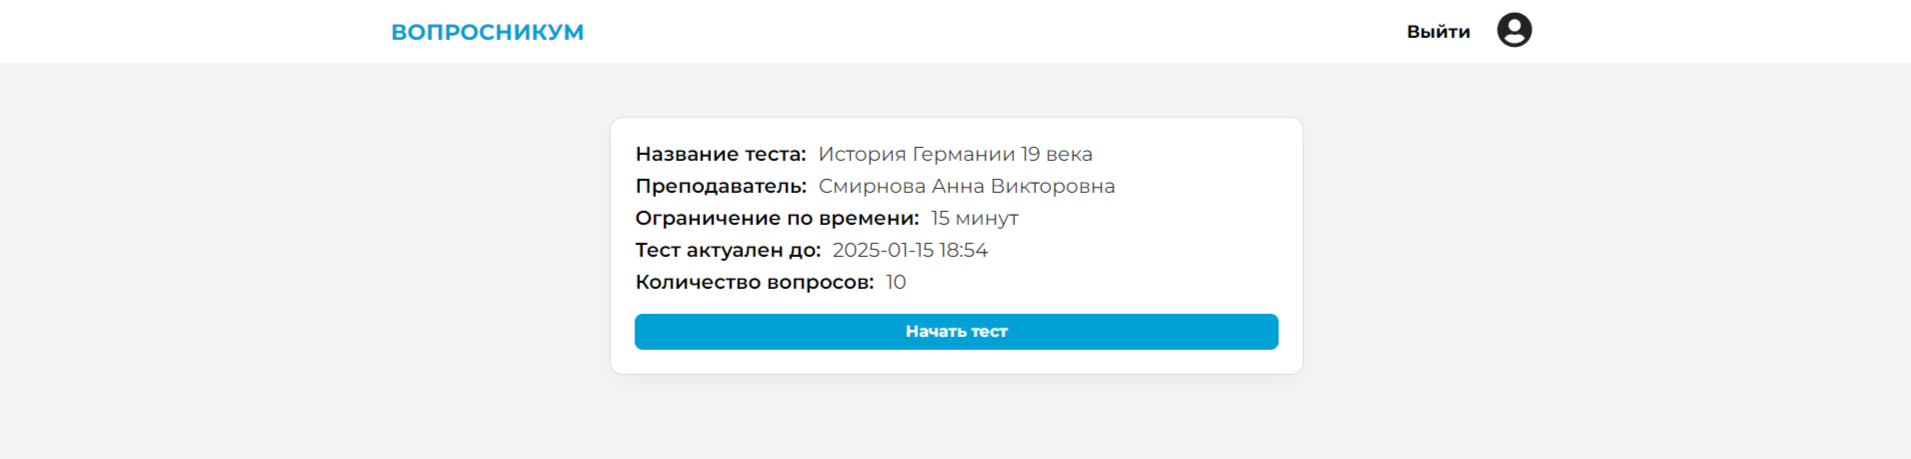 ВОПРОСНИКУМ
Выйти
Название теста: История Германии 19 века
Преподаватель: Смирнова Анна Викторовна
Ограничение по времени: 15 минут
Тест актуален до: 2025-01-15 18:54
Количество вопросов: 10
Начать тест